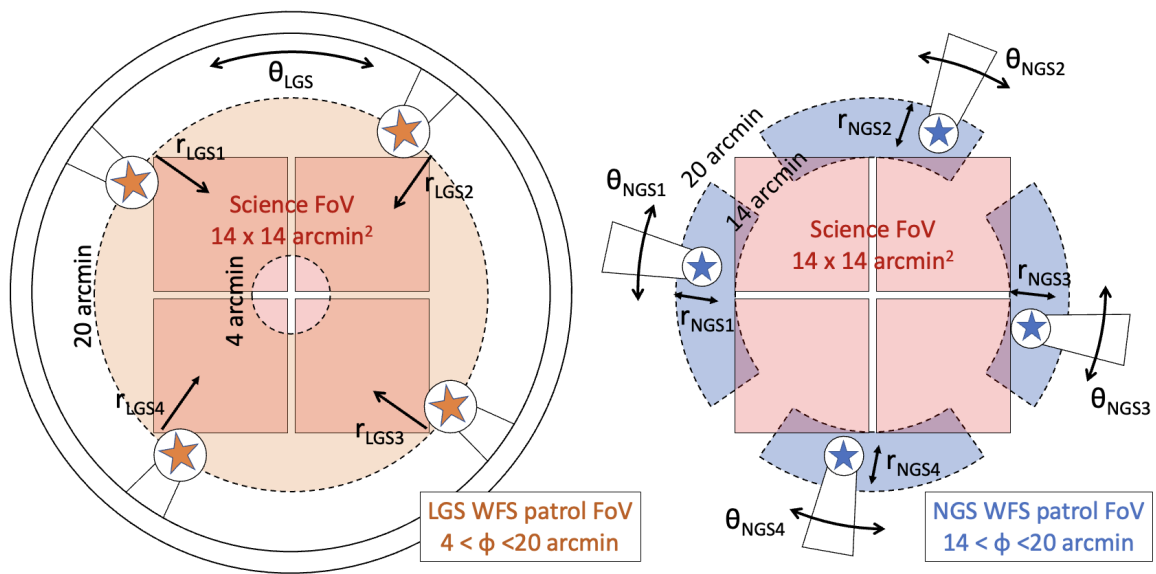 θLGS
rLGS1
rLGS2
Science FoV
14 x 14 arcmin²
20 arcmin
4 arcmin
rLGS4
rLGS3
LGS WFS patrol FoV
4 < ϕ <20 arcmin
θNGS2
rNGS2
20 arcmin
14 arcmin
θNGS1
Science FoV
14 x 14 arcmin²
rNGS3
rNGS1
θNGS3
rNGS4
θNGS4
NGS WFS patrol FoV
14 < ϕ <20 arcmin